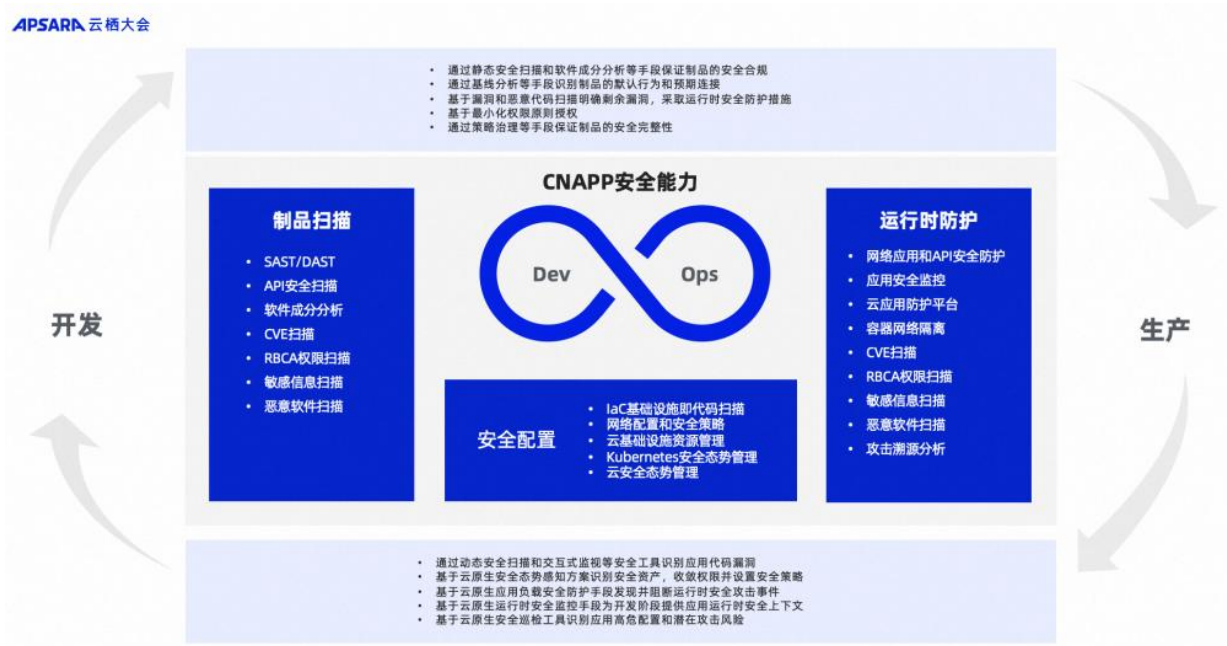 APSARA 云栖大会
• 通过静态安全扫描和软件成分分析等手段保证制品的安全合规
• 通过基线分析等手段识别制品的默认行为和预期连接
• 基于漏洞和恶意代码扫描明确剩余漏洞，采取运行时安全防护措施
• 基于最小化权限原则授权
• 通过策略治理等手段保证制品的安全完整性
开发
CNAPP安全能力
制品扫描
• SAST/DAST
• API安全扫描
• 软件成分分析
• CVE扫描
• RBCA权限扫描
• 敏感信息扫描
• 恶意软件扫描
Dev
Ops
安全配置
• IaC基础设施即代码扫描
• 网络配置和安全策略
• 云基础设施资源管理
• Kubernetes安全态势管理
• 云安全态势管理
运行时防护
• 网络应用和API安全防护
• 应用安全监控
• 云应用防护平台
• 容器网络隔离
• CVE扫描
• RBCA权限扫描
• 敏感信息扫描
• 恶意软件扫描
• 攻击溯源分析
生产
• 通过动态安全扫描和交互式监视等安全工具识别应用代码漏洞
• 基于云原生安全态势感知方案识别安全资产，收敛权限并设置安全策略
• 基于云原生应用负载安全防护手段发现并阻断运行时安全攻击事件
• 基于云原生运行时安全监控手段为开发阶段提供应用运行时安全上下文
• 基于云原生安全巡检工具识别应用高危配置和潜在攻击风险